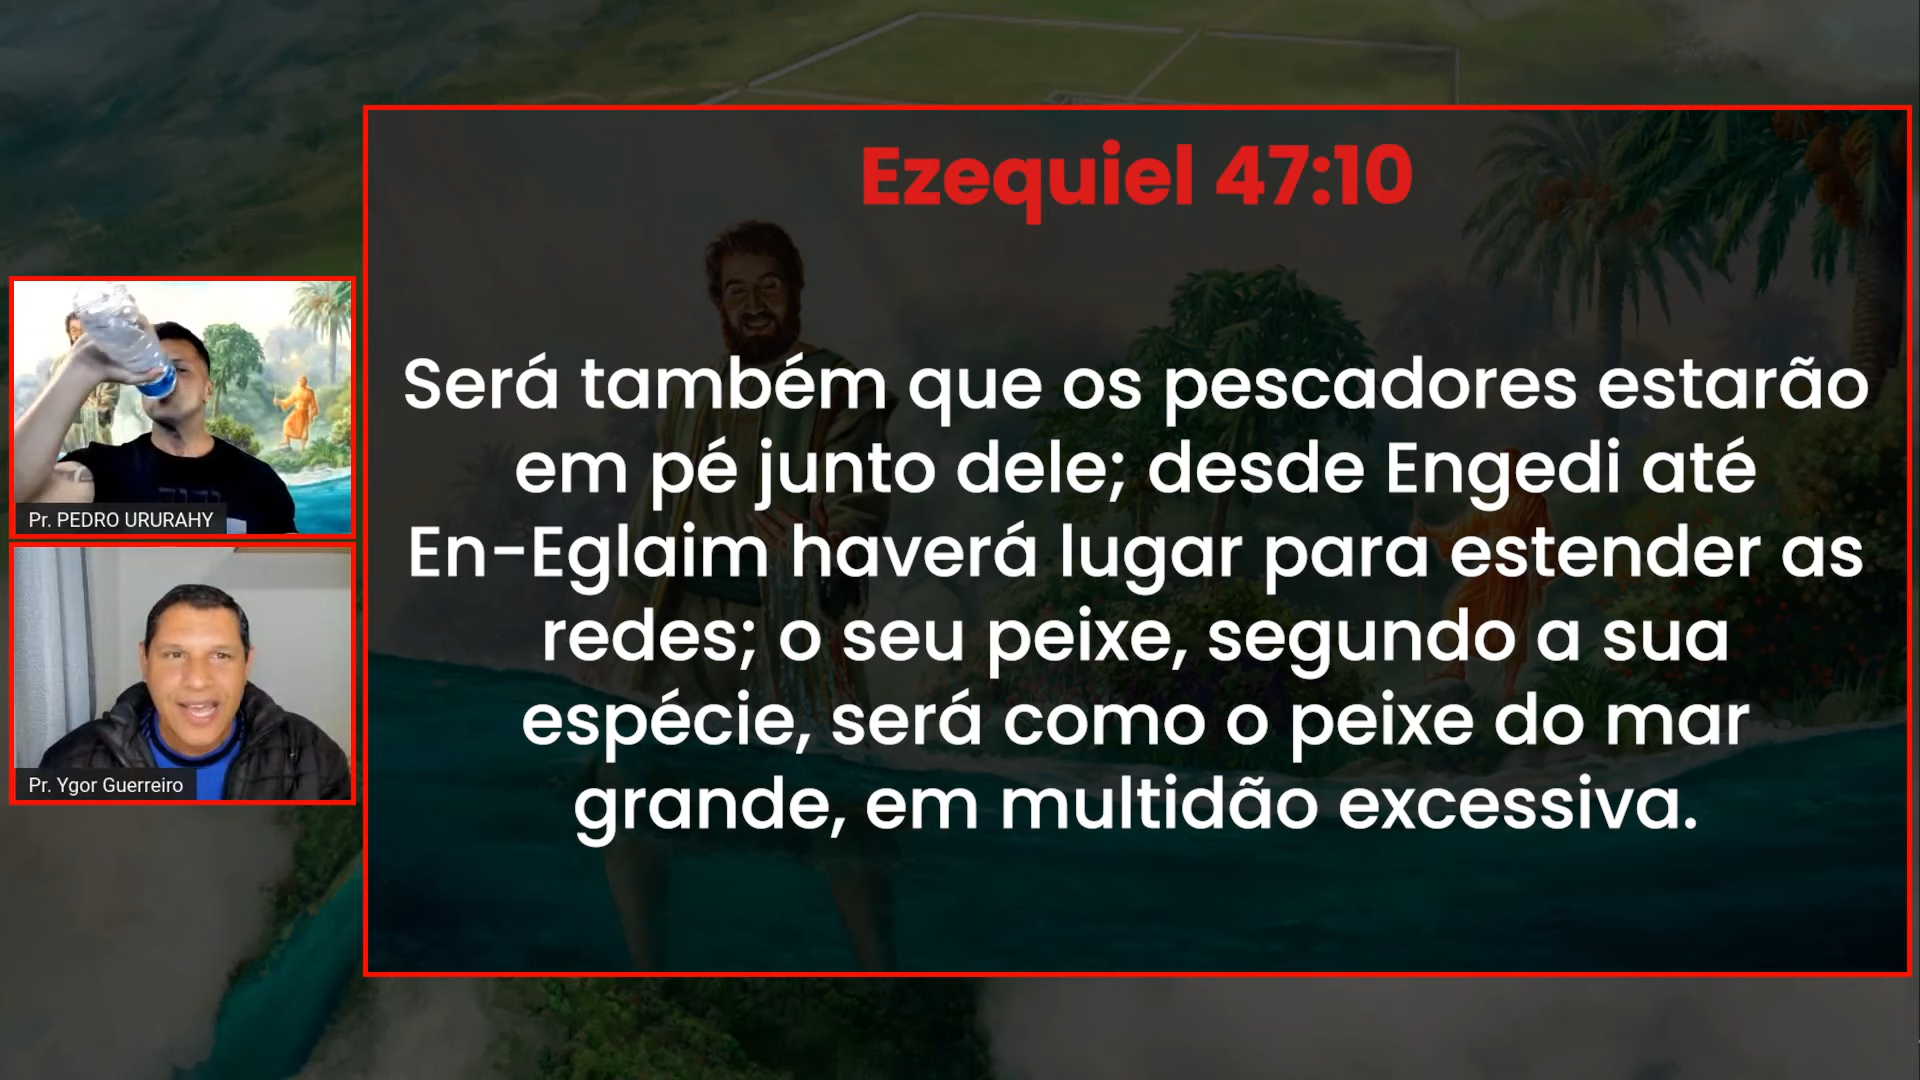 Ezequiel 47:10
Será também que os pescadores estarão
em pé junto dele; desde Engedi até
En-Eglaim haverá lugar para estender as
redes; o seu peixe, segundo a sua
espécie, será como o peixe do mar
grande, em multidão excessiva.
Pr. PEDRO URURAHY
Pr. Ygor Guerreiro